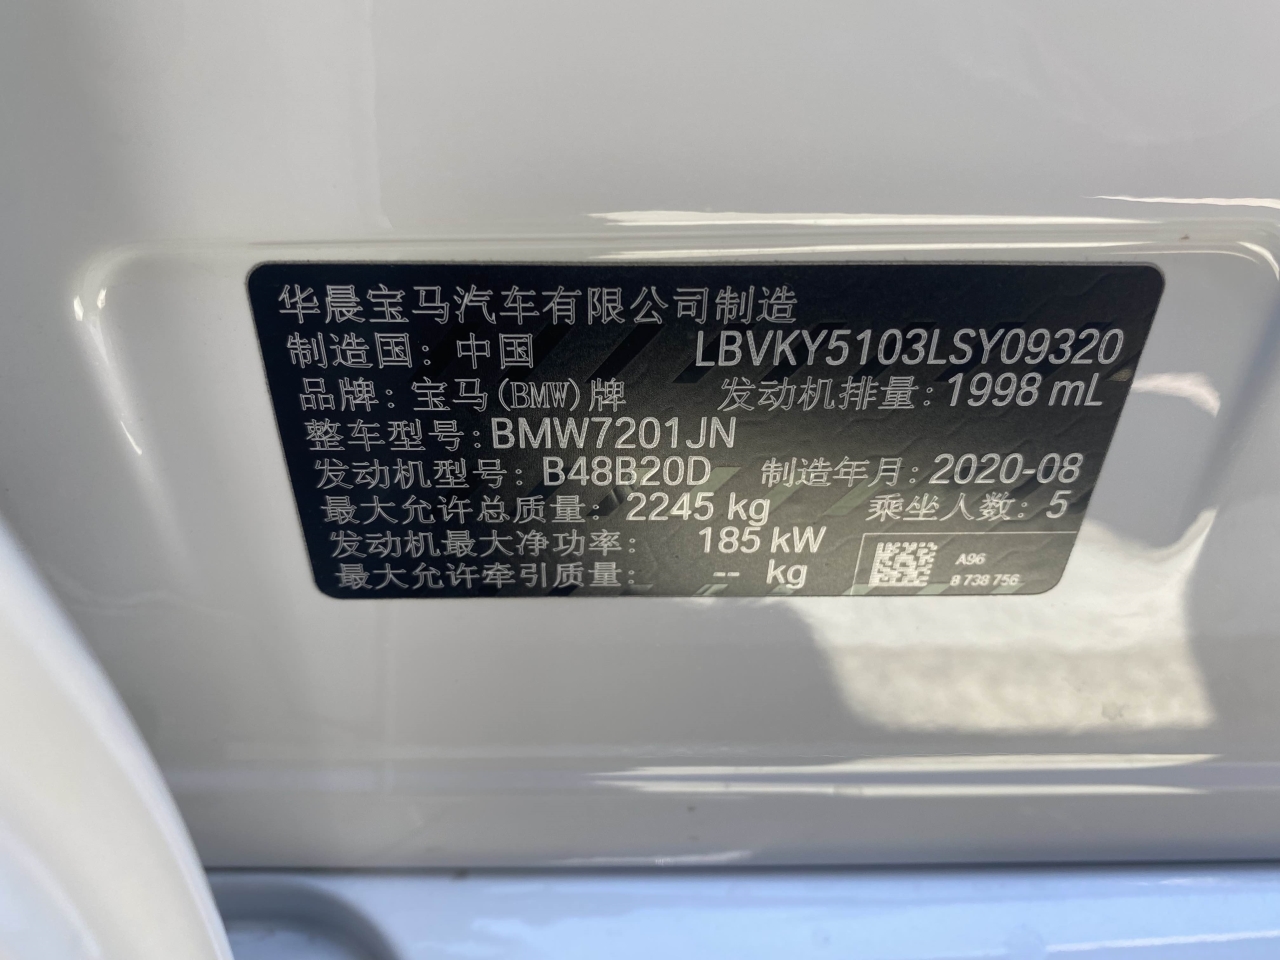 华晨宝马汽车有限公司制造
制造国：中国 LBVKY5103LSY09320
品牌：宝马(BMW)牌 发动机排量：1998 mL
整车型号：BMW7201JN
发动机型号：B48B20D 制造年月：2020-08
最大允许总质量：2245 kg 乘坐人数：5
发动机最大净功率：185 kW
最大允许牵引质量：-- kg
A96
8 738 756